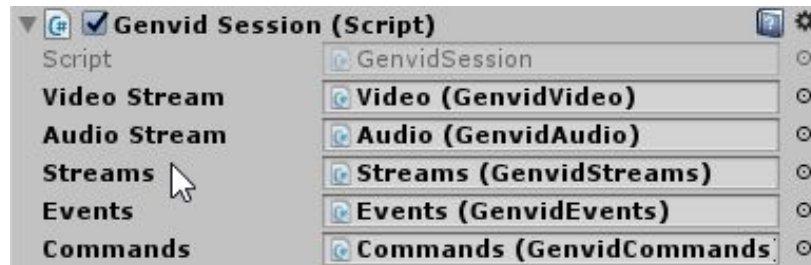 Genvid Session (Script)
Script GenvidSession
Video Stream Video (GenvidVideo)
Audio Stream Audio (GenvidAudio)
Streams Streams (GenvidStreams)
Events Events (GenvidEvents)
Commands Commands (GenvidCommands